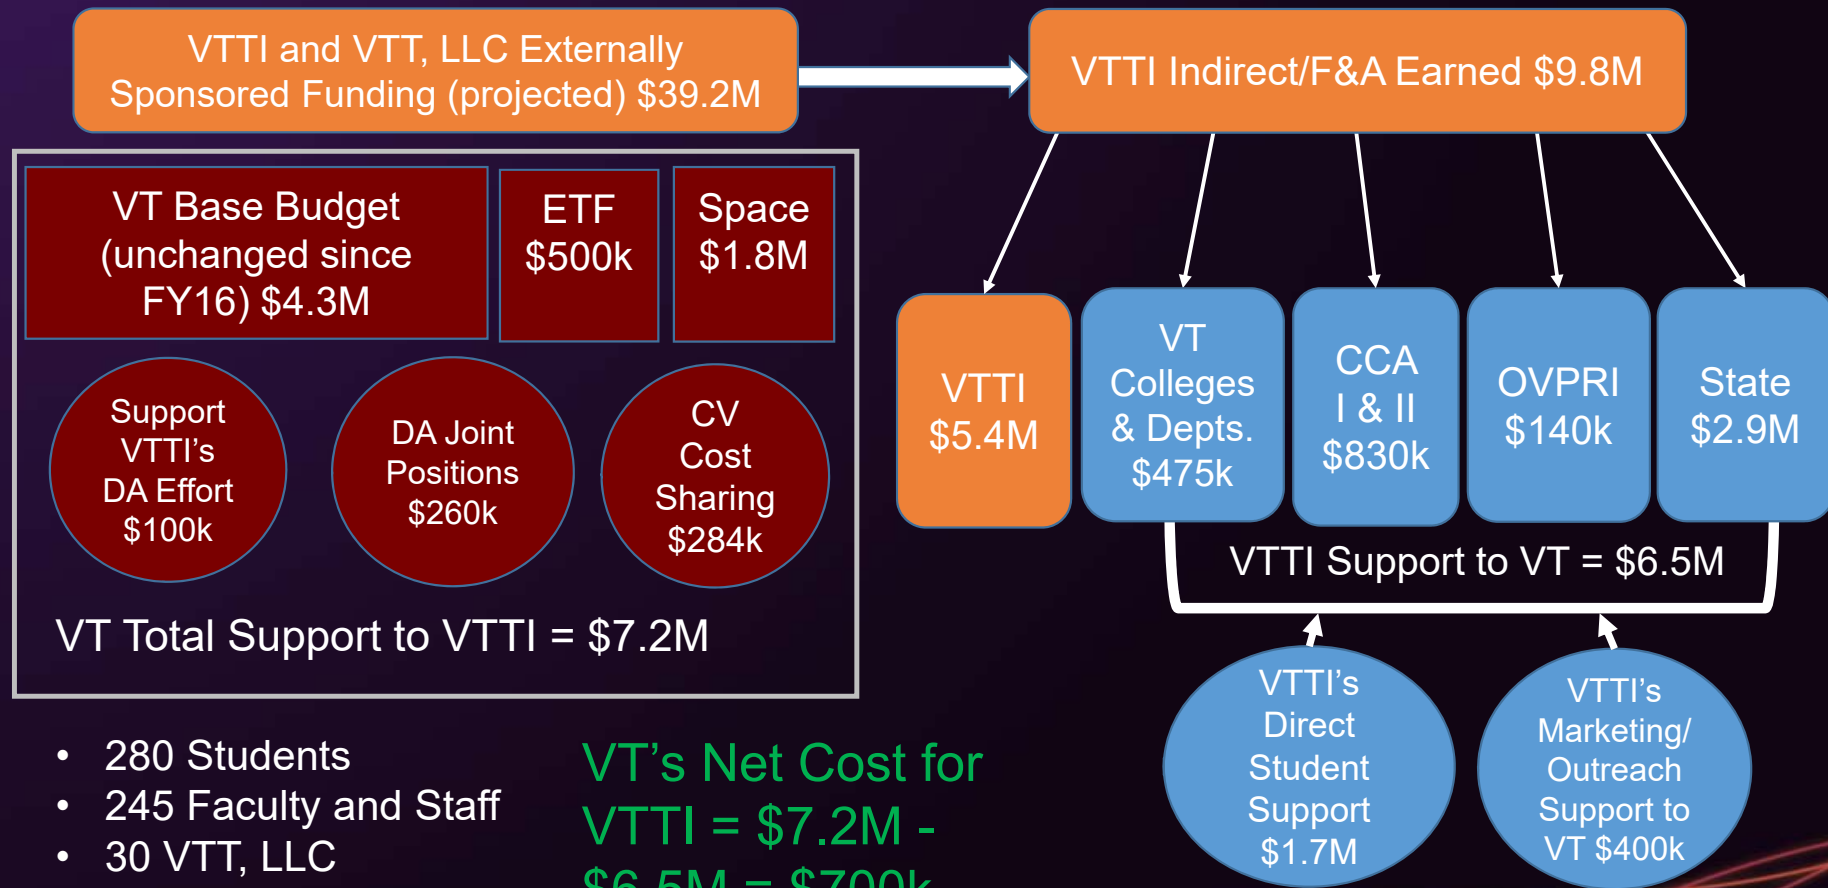 VTTI and VTT, LLC Externally
Sponsored Funding (projected) $39.2M
VTTI Indirect/F&A Earned $9.8M
VT Base Budget
(unchanged since
FY16) $4.3M
ETF
$500k
Space
$1.8M
Support
VTTI's
DA Effort
$100k
DA Joint
Positions
$260k
CV
Cost
Sharing
$284k
VT Total Support to VTTI = $7.2M
VTTI
$5.4M
VT
Colleges
& Depts.
$475k
CCA
I & II
$830k
OVPRI
$140k
State
$2.9M
VTTI Support to VT = $6.5M
VTTI’s
Direct
Student
Support
$1.7M
VTTI’s
Marketing/
Outreach
Support to
VT $400k
• 280 Students
• 245 Faculty and Staff
• 30 VTT, LLC
VT’s Net Cost for
VTTI = $7.2M -
$6.5M = $700k